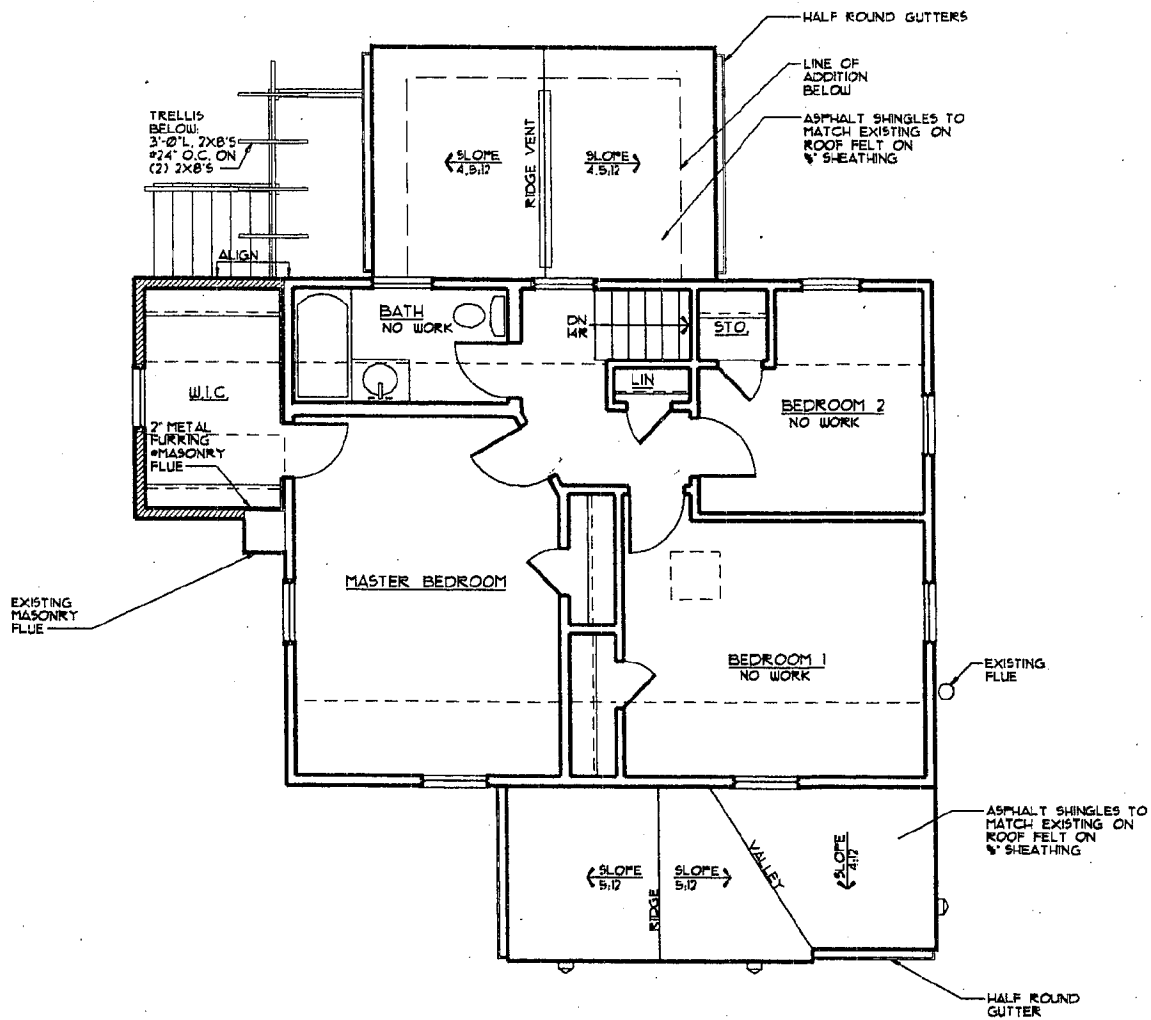 HALF ROUND GUTTERS
LINE OF
ADDITION
BELOW
TRELLIS
BELOW:
3'-0"L, 2X8'S
@24" O.C. ON
(2) 2X8'S
ASPHALT SHINGLES TO
MATCH EXISTING ON
ROOF FELT ON
SHEATHING
RIDGE VENT
SLOPE
4.5:12
SLOPE
4.5:12
ALIGN
BATH
NO WORK
DN
14R
STO.
W.I.C.
LIN
BEDROOM 2
NO WORK
2" METAL
FURRING
@MASONRY
FLUE
MASTER BEDROOM
EXISTING
MASONRY
FLUE
BEDROOM 1
NO WORK
EXISTING
FLUE
ASPHALT SHINGLES TO
MATCH EXISTING ON
ROOF FELT ON
SHEATHING
SLOPE
5:12
SLOPE
5:12
RIDGE
VALLEY
SLOPE
4:12
HALF ROUND
GUTTER